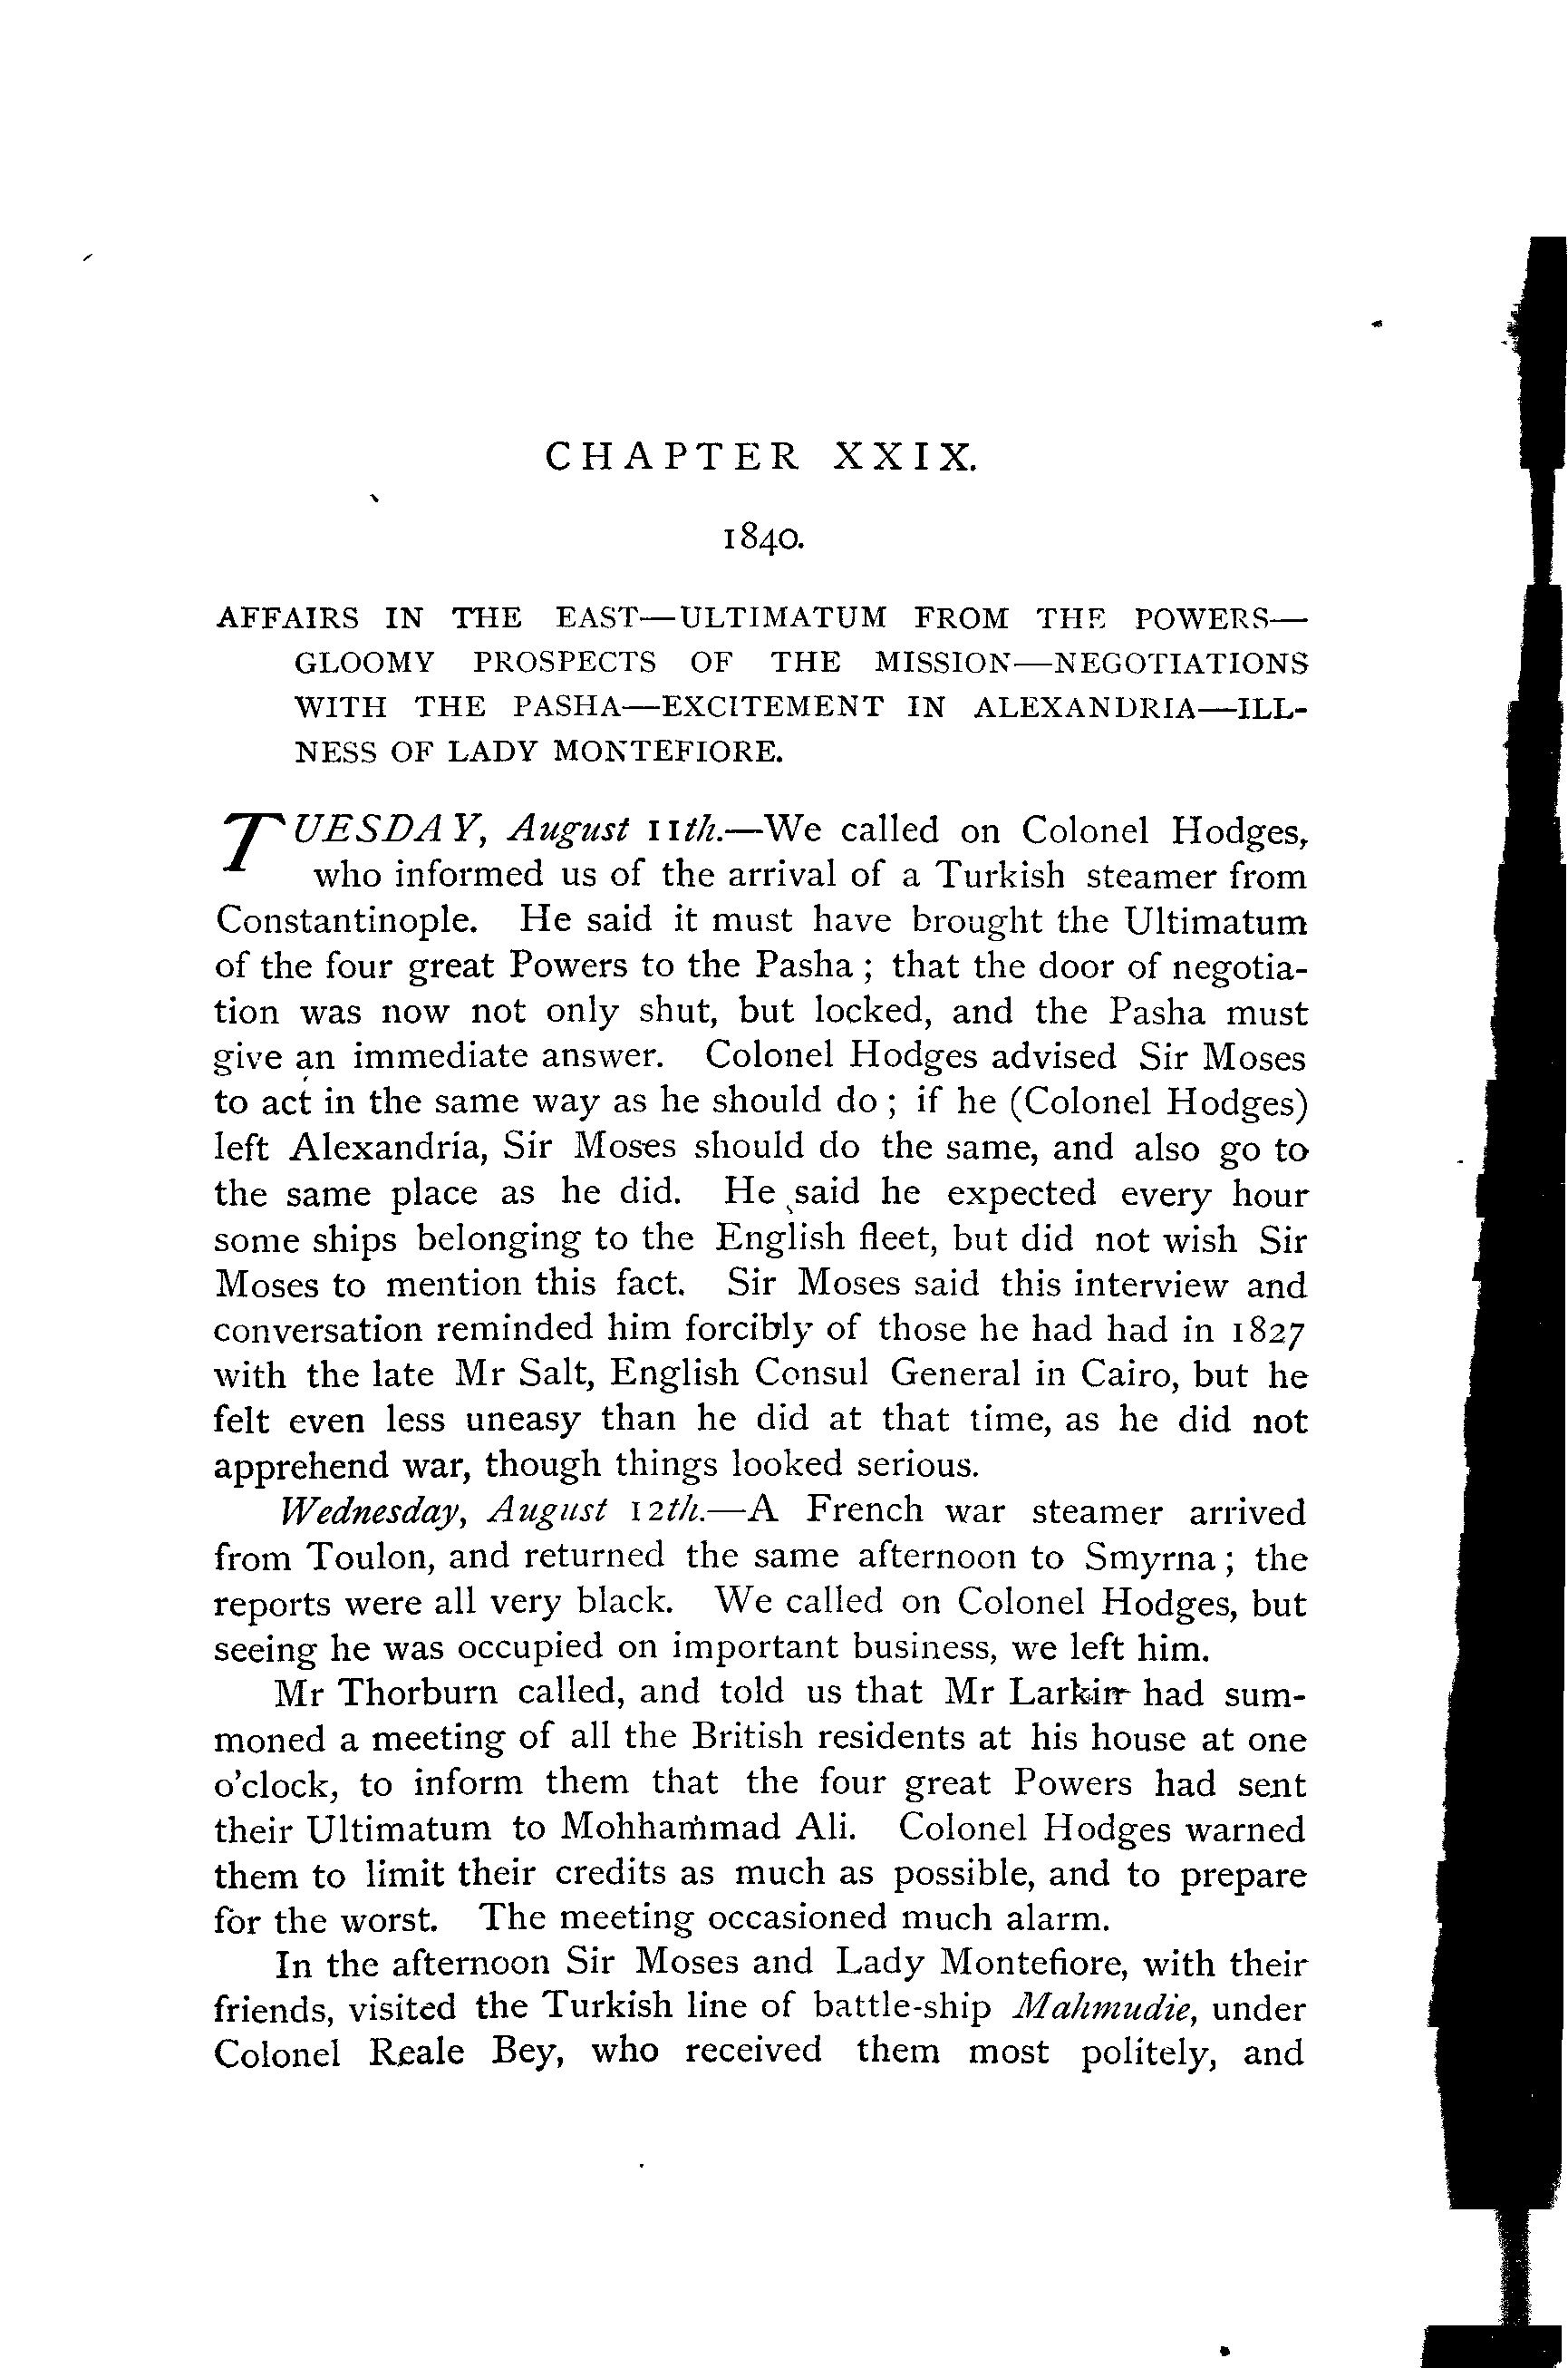 CHAPTER XXIX.
1840.
AFFAIRS IN THE EAST—ULTIMATUM FROM THE POWERS—
GLOOMY PROSPECTS OF THE MISSION—NEGOTIATIONS
WITH THE PASHA—EXCITEMENT IN ALEXANDRIA—ILL-
NESS OF LADY MONTEFIORE.
TUESDAY, August 11th.—We called on Colonel Hodges,
who informed us of the arrival of a Turkish steamer from
Constantinople. He said it must have brought the Ultimatum
of the four great Powers to the Pasha; that the door of negotia-
tion was now not only shut, but locked, and the Pasha must
give an immediate answer. Colonel Hodges advised Sir Moses
to act in the same way as he should do; if he (Colonel Hodges)
left Alexandria, Sir Moses should do the same, and also go to
the same place as he did. He said he expected every hour
some ships belonging to the English fleet, but did not wish Sir
Moses to mention this fact. Sir Moses said this interview and
conversation reminded him forcibly of those he had had in 1827
with the late Mr Salt, English Consul General in Cairo, but he
felt even less uneasy than he did at that time, as he did not
apprehend war, though things looked serious.
Wednesday, August 12th.—A French war steamer arrived
from Toulon, and returned the same afternoon to Smyrna; the
reports were all very black. We called on Colonel Hodges, but
seeing he was occupied on important business, we left him.
Mr Thorburn called, and told us that Mr Larkin had sum-
moned a meeting of all the British residents at his house at one
o'clock, to inform them that the four great Powers had sent
their Ultimatum to Mohhammad Ali. Colonel Hodges warned
them to limit their credits as much as possible, and to prepare
for the worst. The meeting occasioned much alarm.
In the afternoon Sir Moses and Lady Montefiore, with their
friends, visited the Turkish line of battle-ship Mahmudie, under
Colonel Reale Bey, who received them most politely, and